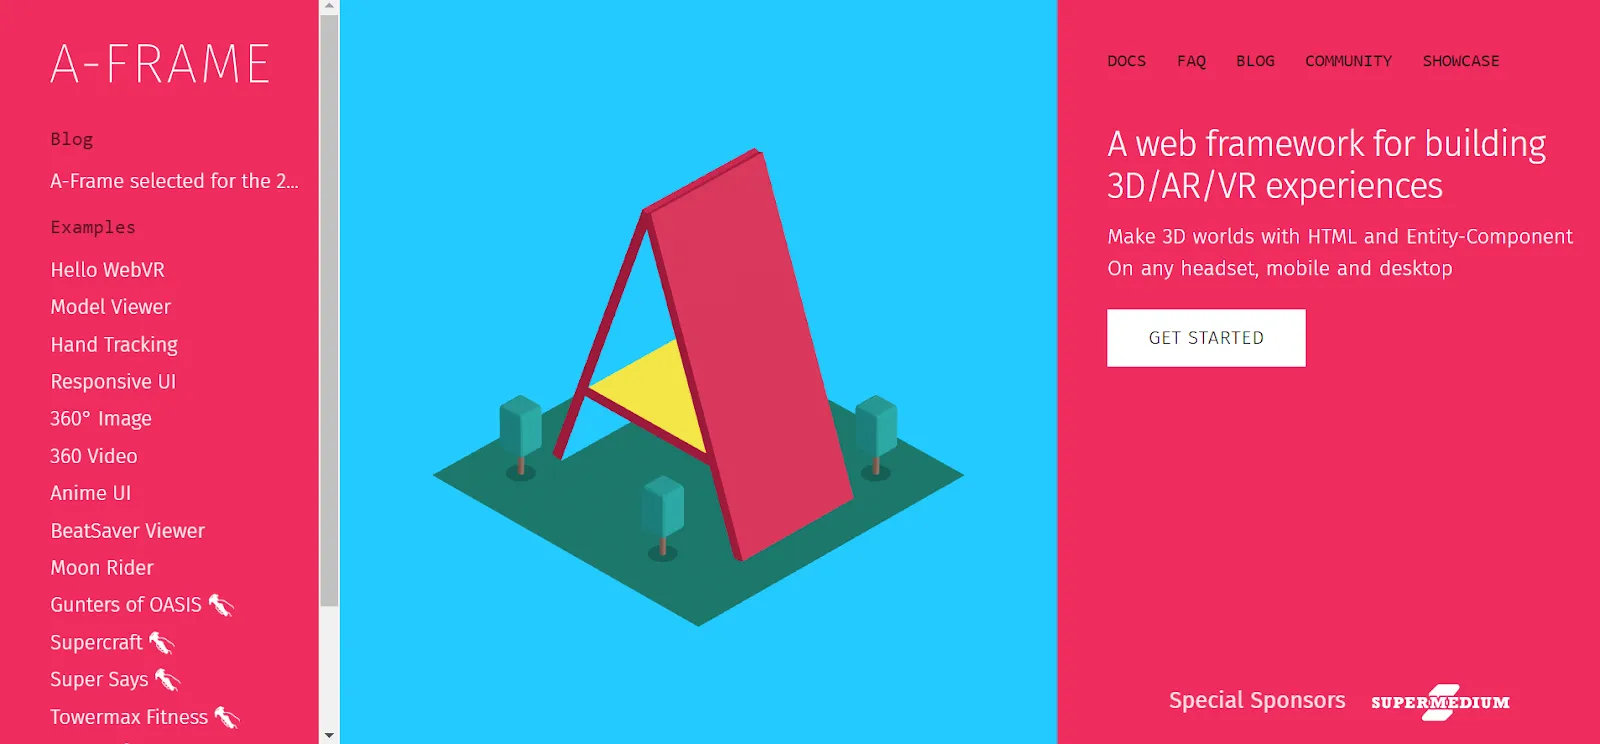 A-FRAME
Blog
A-Frame selected for the 2...
Examples
Hello WebVR
Model Viewer
Hand Tracking
Responsive UI
360° Image
360 Video
Anime UI
BeatSaver Viewer
Moon Rider
Gunters of OASIS
Supercraft
Super Says
Towermax Fitness
DOCS FAQ BLOG COMMUNITY SHOWCASE
A web framework for building
3D/AR/VR experiences
Make 3D worlds with HTML and Entity-Component
On any headset, mobile and desktop
GET STARTED
Special Sponsors SUPERMEDIUM